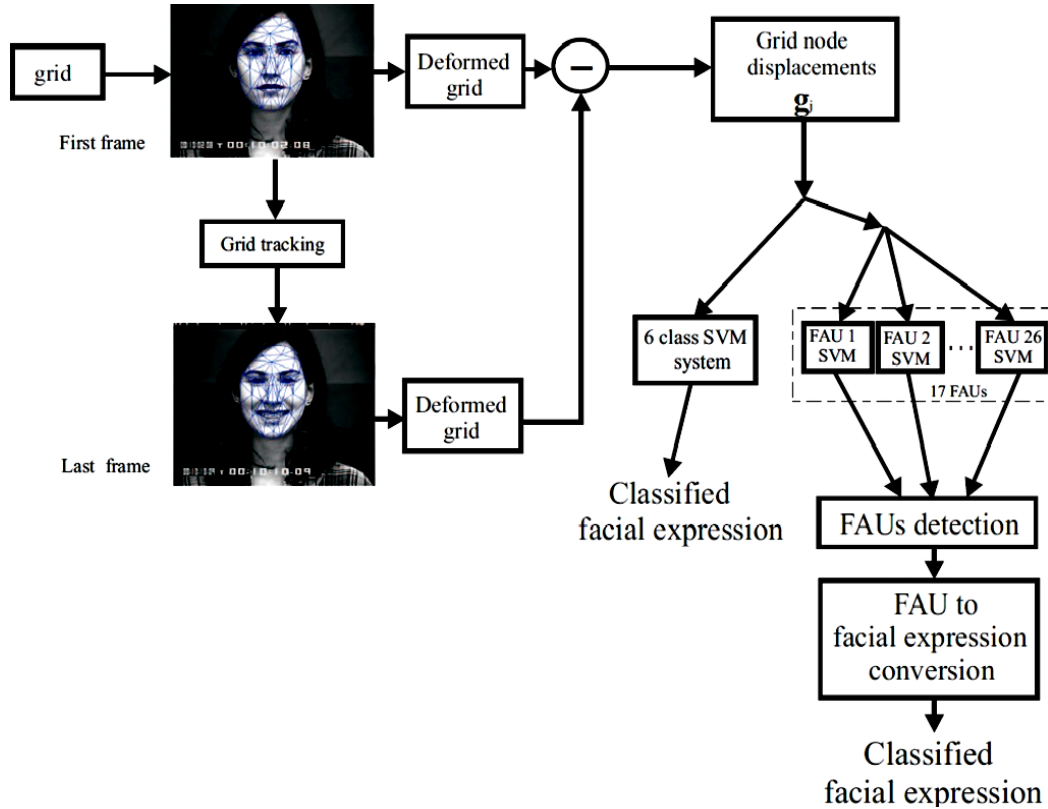 grid
First frame
Deformed
grid
−
Grid node
displacements
gj
Grid tracking
Last frame
Deformed
grid
6 class SVM
system
FAU 1
SVM
FAU 2
SVM
...
FAU 26
SVM
17 FAUs
Classified
facial expression
FAUs detection
FAU to
facial expression
conversion
Classified
facial expression